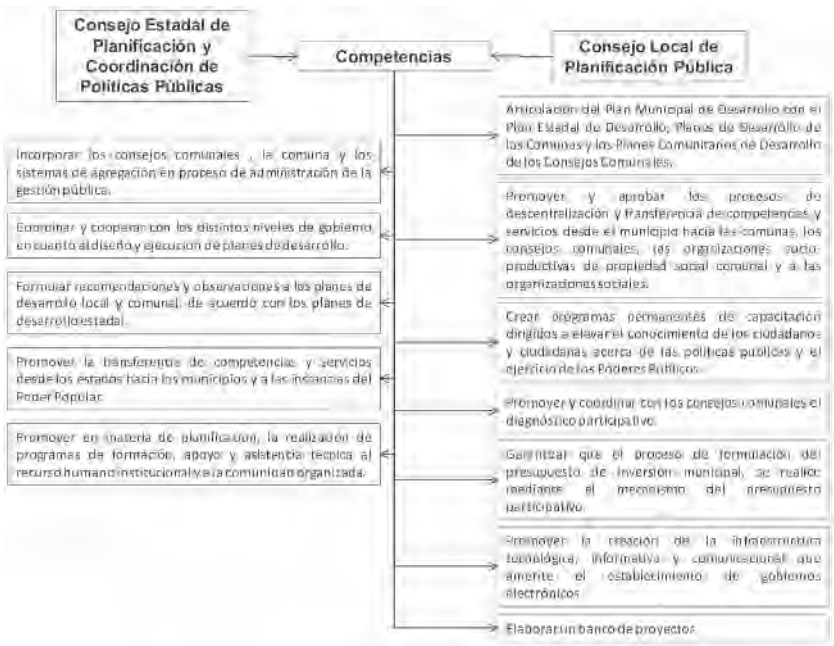 Consejo Estadal de
Planificación y
Coordinación de
Políticas Públicas
Competencias
Consejo Local de
Planificación Pública
Incorporar los consejos comunales , la comuna y los
sistemas de agregación en proceso de administración de la
gestión pública.
Coordinar y cooperar con los distintos niveles de gobierno
en cuanto al diseño y ejecución de planes de desarrollo.
Formular recomendaciones y observaciones a los planes de
desarrollo local y comunal, de acuerdo con los planes de
desarrollo estadal.
Promover la transferencia de competencias y servicios
desde los estados hacia los municipios y a las instancias del
Poder Popular.
Promover en materia de planificación, la realización de
programas de formación, apoyo y asistencia técnica al
recurso humano institucional y a la comunidad organizada.
Articulación del Plan Municipal de Desarrollo con el
Plan Estadal de Desarrollo, Planes de Desarrollo de
las Comunas y los Planes Comunitarios de Desarrollo
de los Consejos Comunales.
Promover y aprobar los procesos de
descentralización y transferencia de competencias y
servicios desde el municipio hacia las comunas, los
consejos comunales, las organizaciones socio-
productivas de propiedad social comunal y a las
organizaciones sociales.
Crear programas permanentes de capacitación
dirigidos a elevar el conocimiento de los ciudadanos
y ciudadanas acerca de las políticas públicas y el
ejercicio de los Poderes Públicos.
Promover y coordinar con los consejos comunales el
diagnóstico participativo.
Garantizar que el proceso de formulación del
presupuesto de inversión municipal, se realice
mediante el mecanismo del presupuesto
participativo.
Promover la creación de la infraestructura
tecnológica, informativa y comunicacional que
amerite el establecimiento de gobiernos
electrónicos
Elaborar un banco de proyectos.